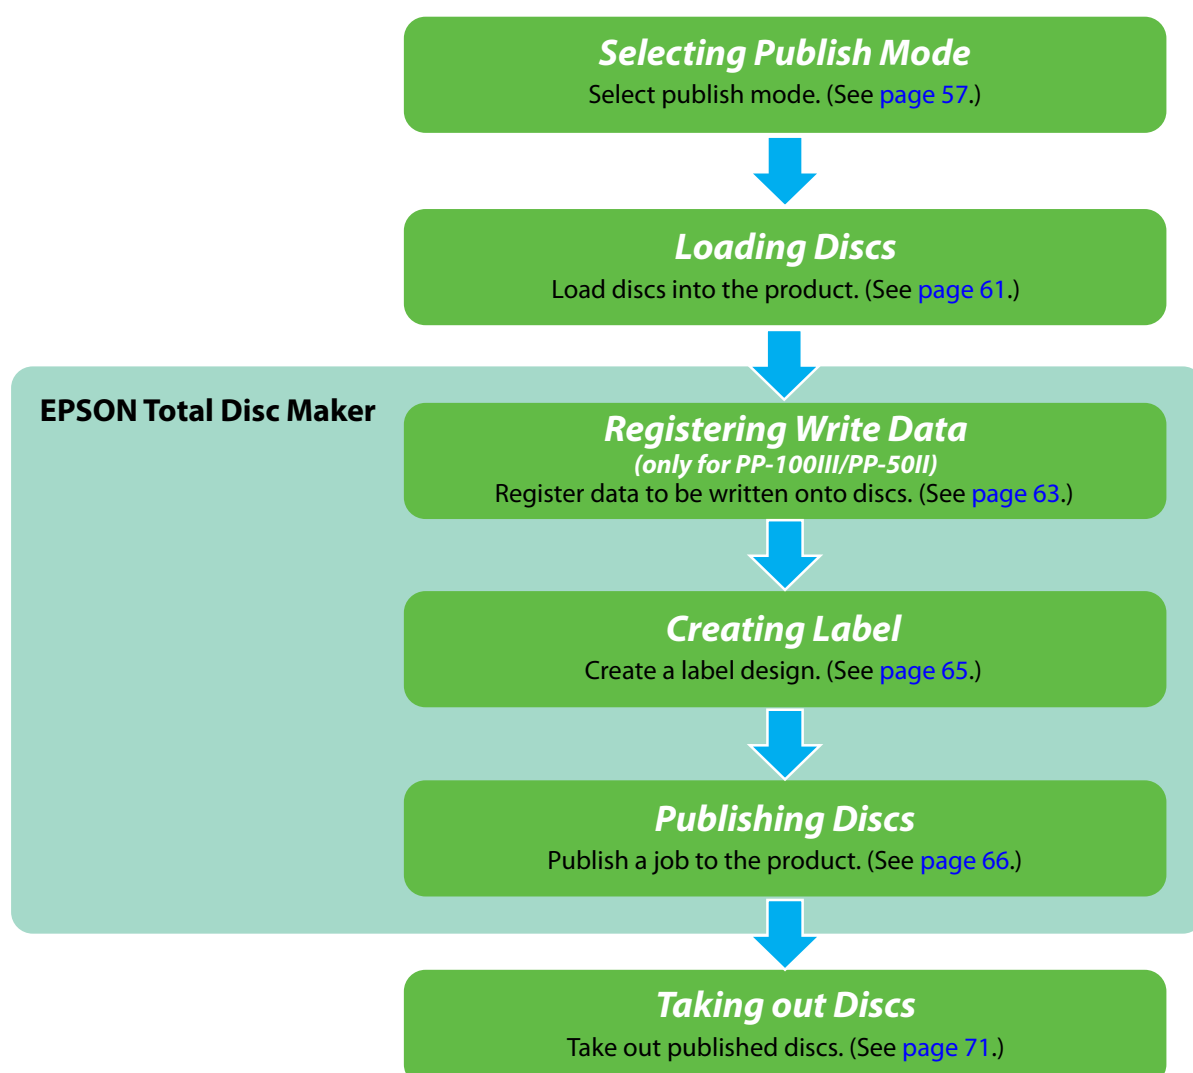 Selecting Publish Mode
Select publish mode. (See page 57.)
Loading Discs
Load discs into the product. (See page 61.)
EPSON Total Disc Maker
Registering Write Data
(only for PP-100III/PP-50II)
Register data to be written onto discs. (See page 63.)
Creating Label
Create a label design. (See page 65.)
Publishing Discs
Publish a job to the product. (See page 66.)
Taking out Discs
Take out published discs. (See page 71.)